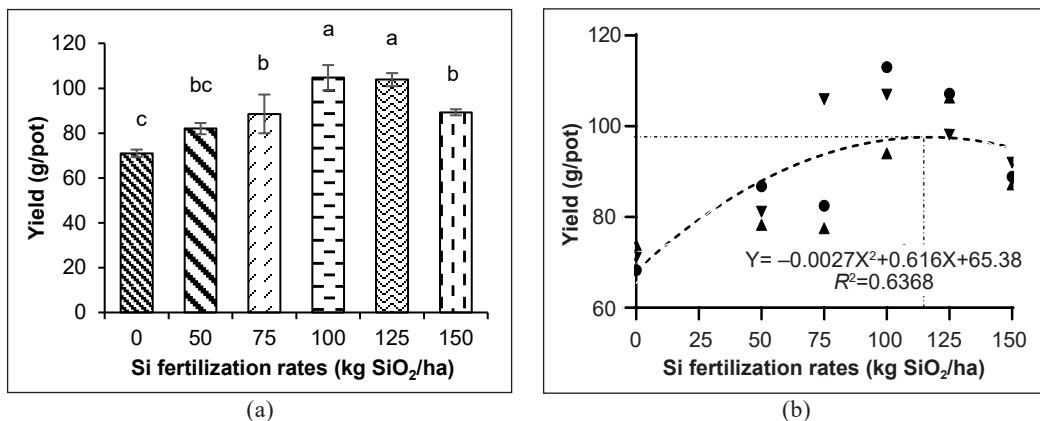 120
100
80
60
40
20
0
Yield (g/pot)
c
bc
b
a
a
b
0 50 75 100 125 150
Si fertilization rates (kg SiO₂/ha)
(a)
120
100
80
60
Yield (g/pot)
Y= –0.0027X²+0.616X+65.38
R²=0.6368
0 25 50 75 100 125 150
Si fertilization rates (kg SiO₂/ha)
(b)